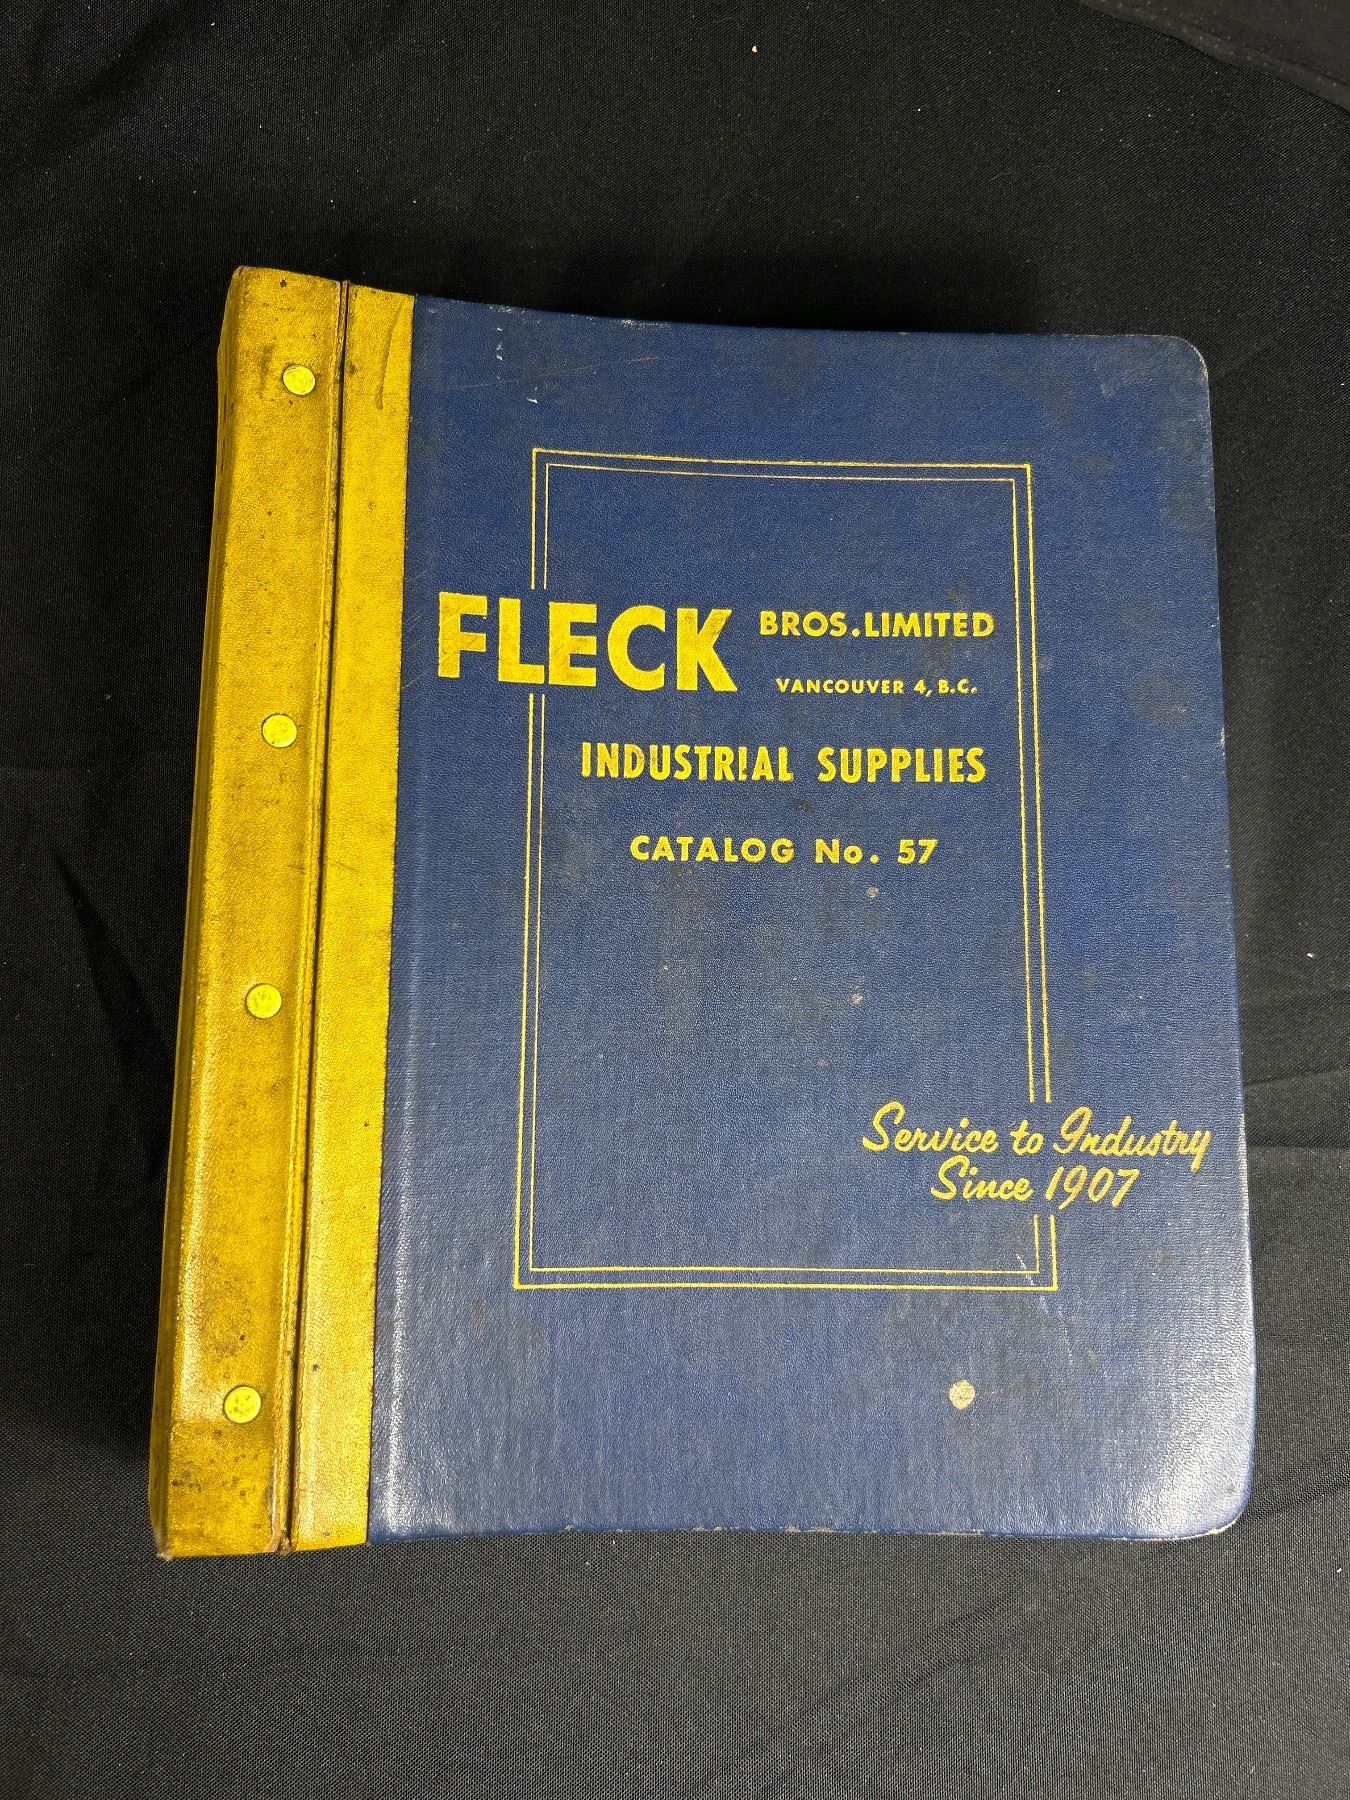 FLECK BROS. LIMITED
VANCOUVER 4, B.C.
INDUSTRIAL SUPPLIES
CATALOG No. 57
Service to Industry
Since 1907